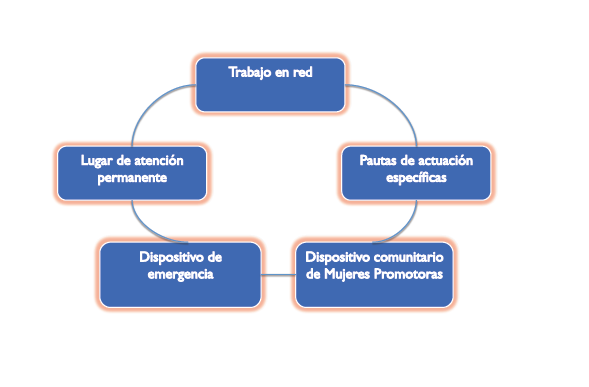 Trabajo en red
Lugar de atención
permanente
Pautas de actuación
específicas
Dispositivo de
emergencia
Dispositivo comunitario
de Mujeres Promotoras